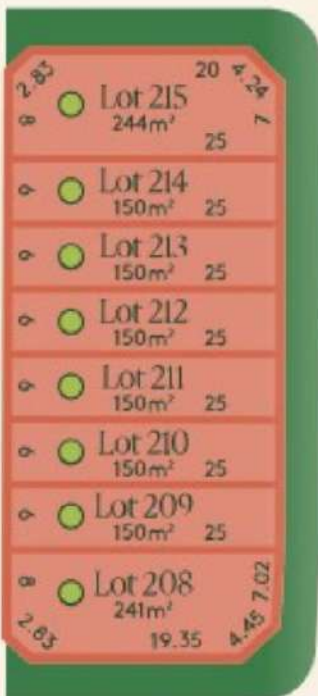 2.83
20
4.24
8
Lot 215
7
244m²
25
Lot 214
6
150m²
25
Lot 213
6
150m²
25
Lot 212
6
150m²
25
Lot 211
6
150m²
25
Lot 210
6
150m²
25
Lot 209
6
150m²
25
8
Lot 208
7.02
241m²
2.83
19.35
4.45